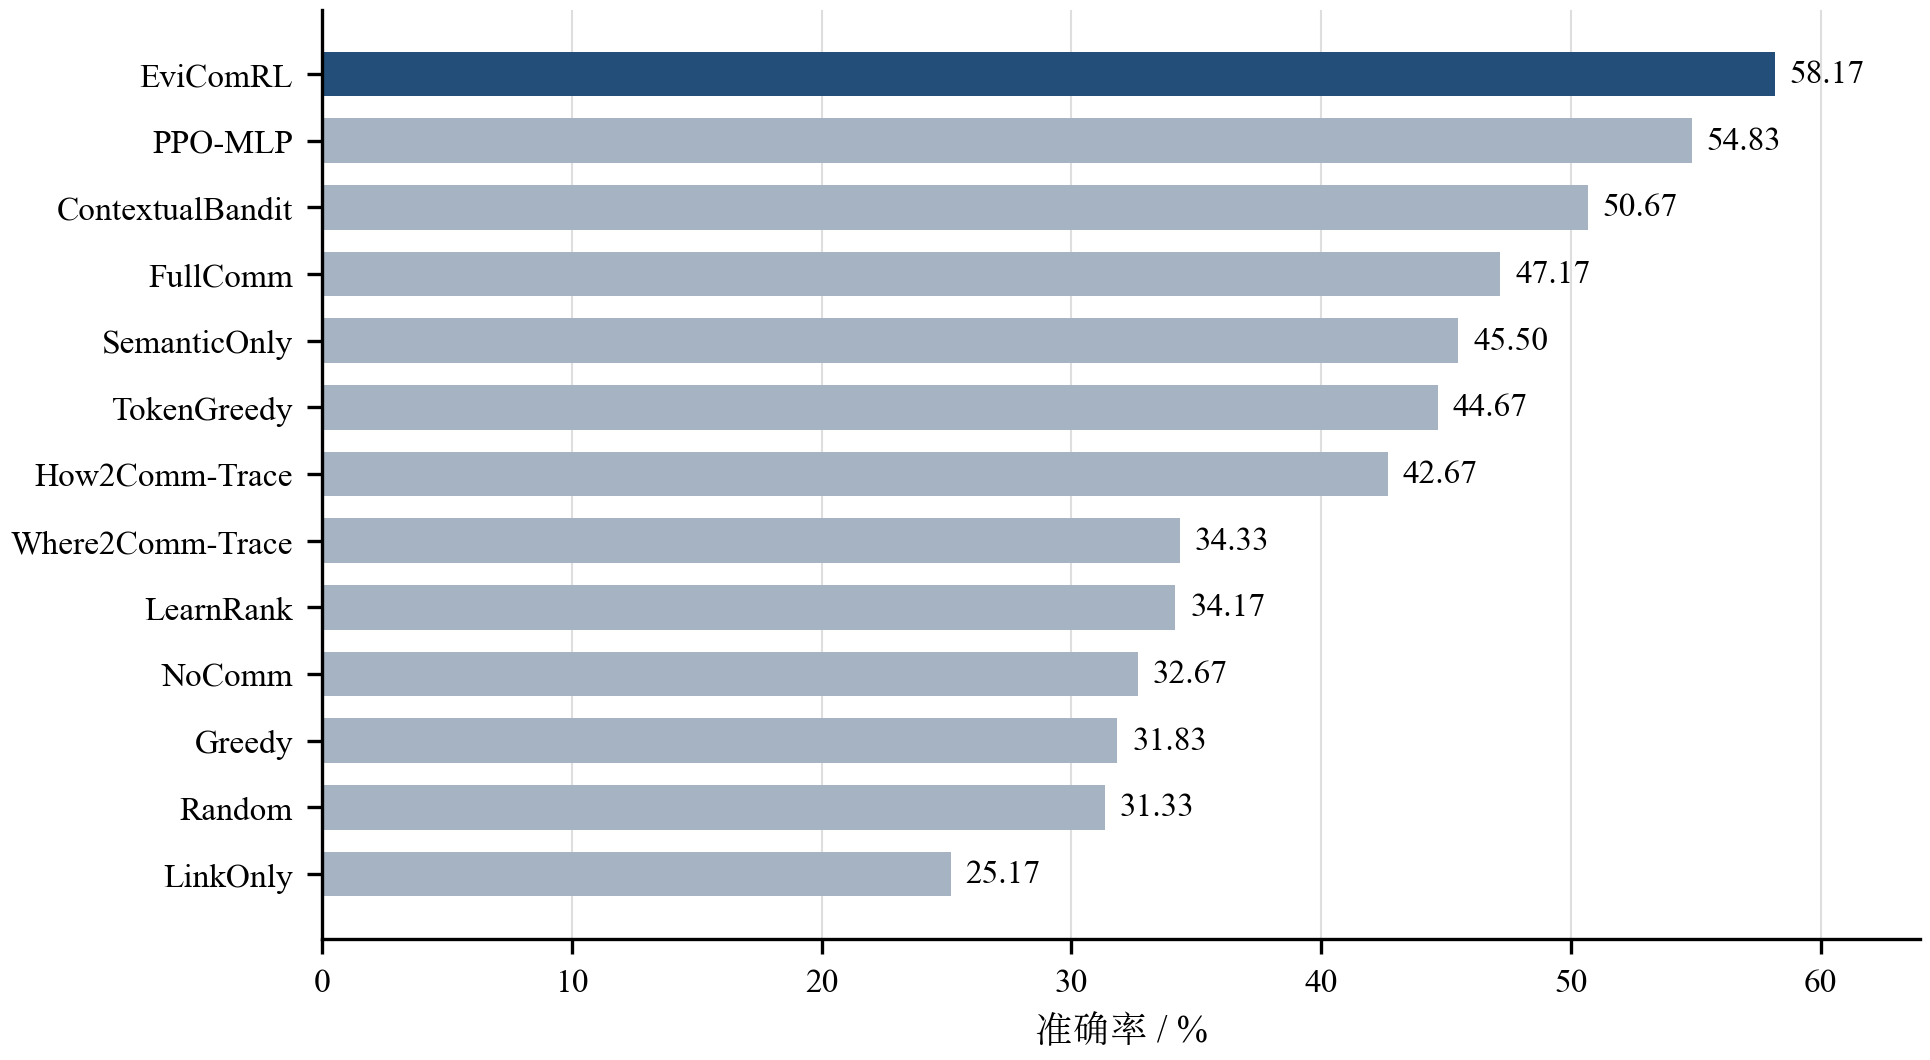 EviComRL 58.17
PPO-MLP 54.83
ContextualBandit 50.67
FullComm 47.17
SemanticOnly 45.50
TokenGreedy 44.67
How2Comm-Trace 42.67
Where2Comm-Trace 34.33
LearnRank 34.17
NoComm 32.67
Greedy 31.83
Random 31.33
LinkOnly 25.17
0 10 20 30 40 50 60
准确率 / %